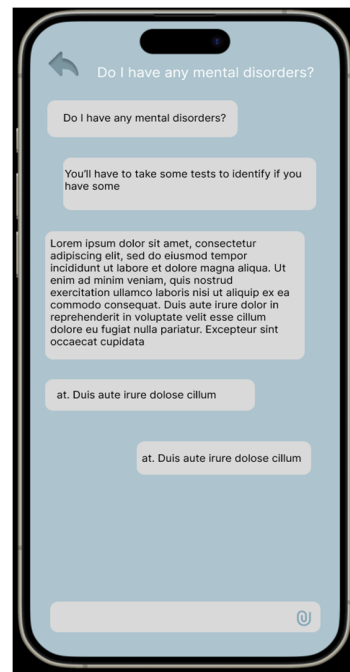 Do I have any mental disorders?
Do I have any mental disorders?
You'll have to take some tests to identify if you
have some
Lorem ipsum dolor sit amet, consectetur
adipiscing elit, sed do eiusmod tempor
incididunt ut labore et dolore magna aliqua. Ut
enim ad minim veniam, quis nostrud
exercitation ullamco laboris nisi ut aliquip ex ea
commodo consequat. Duis aute irure dolor in
reprehenderit in voluptate velit esse cillum
dolore eu fugiat nulla pariatur. Excepteur sint
occaecat cupidata
at. Duis aute irure dolose cillum
at. Duis aute irure dolose cillum